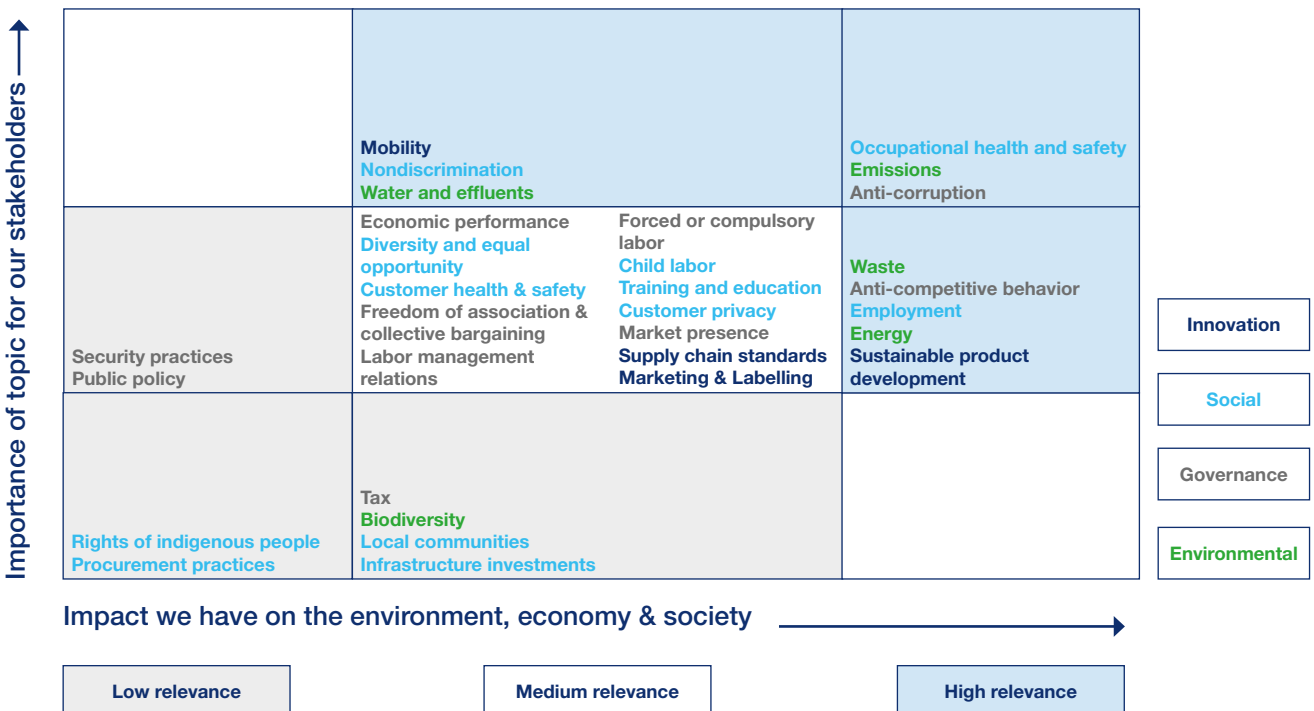 Importance of topic for our stakeholders
Mobility
Nondiscrimination
Water and effluents
Occupational health and safety
Emissions
Anti-corruption
Security practices
Public policy
Economic performance
Diversity and equal
opportunity
Customer health & safety
Freedom of association &
collective bargaining
Labor management
relations
Forced or compulsory
labor
Child labor
Training and education
Customer privacy
Market presence
Supply chain standards
Marketing & Labelling
Waste
Anti-competitive behavior
Employment
Energy
Sustainable product
development
Rights of indigenous people
Procurement practices
Tax
Biodiversity
Local communities
Infrastructure investments
Innovation
Social
Governance
Environmental
Impact we have on the environment, economy & society
Low relevance
Medium relevance
High relevance